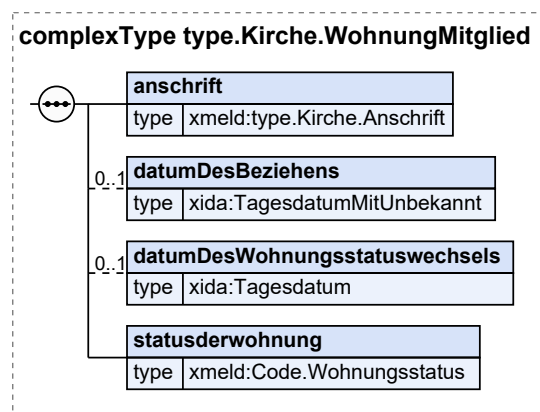 complexType type.Kirche.WohnungMitglied
anschrift
type xmeld:type.Kirche.Anschrift
0..1 datumDesBeziehens
type xida:TagesdatumMitUnbekannt
0..1 datumDesWohnungsstatuswechsels
type xida:Tagesdatum
statusderwohnung
type xmeld:Code.Wohnungsstatus